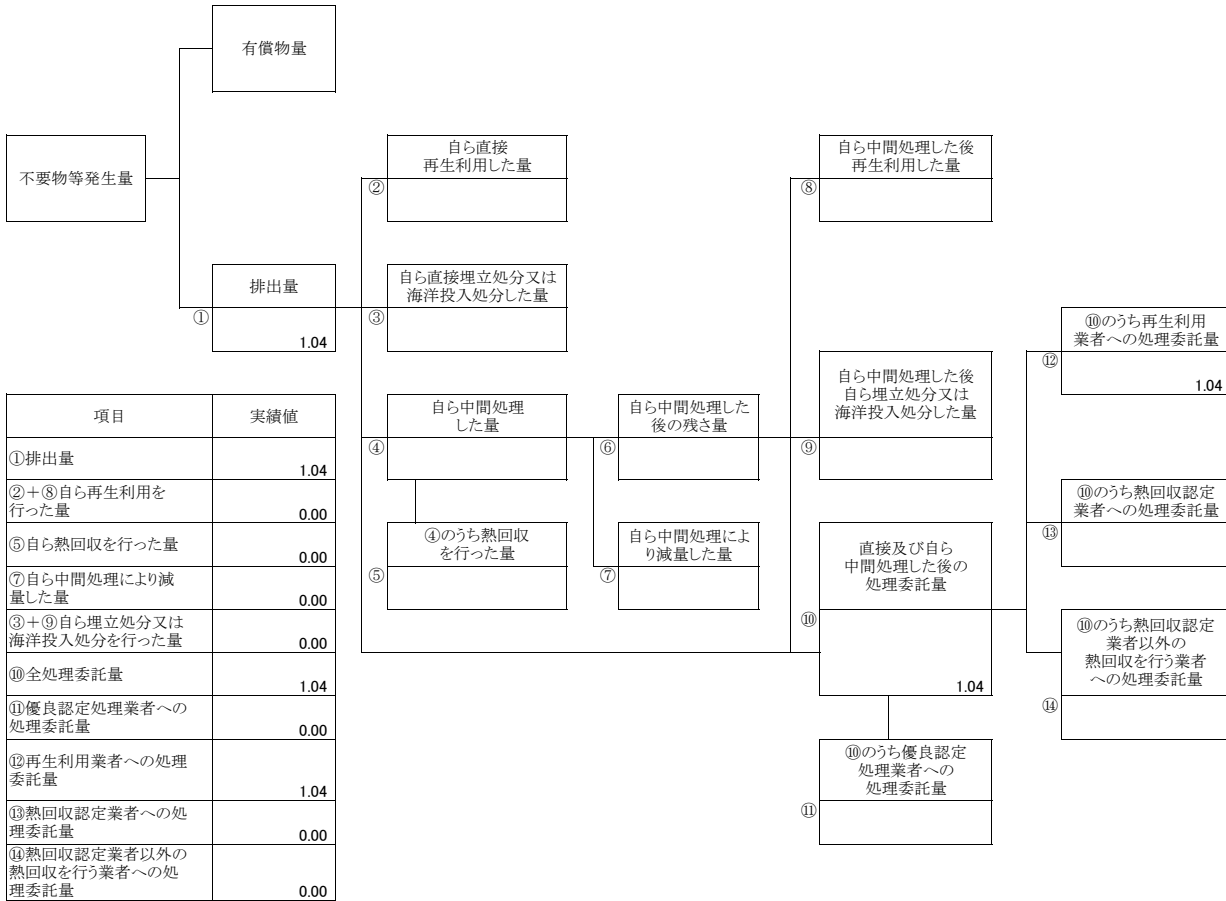 有償物量
不要物等発生量
自ら直接
再生利用した量
②
自ら中間処理した後
再生利用した量
⑧
排出量
①
1.04
自ら直接埋立処分又は
海洋投入処分した量
③
⑩のうち再生利用
業者への処理委託量
⑫
1.04
自ら中間処理
した量
④
自ら中間処理した
後の残さ量
⑥
自ら中間処理した後
自ら埋立処分又は
海洋投入処分した量
⑨
④のうち熱回収
を行った量
⑤
自ら中間処理によ
り減量した量
⑦
直接及び自ら
中間処理した後の
処理委託量
⑩
1.04
⑩のうち熱回収認定
業者への処理委託量
⑬
⑩のうち熱回収認定
業者以外の
熱回収を行う業者
への処理委託量
⑭
⑩のうち優良認定
処理業者への
処理委託量
⑪
項目 実績値
①排出量 1.04
②＋⑧自ら再生利用を
行った量 0.00
⑤自ら熱回収を行った量 0.00
⑦自ら中間処理により減
量した量 0.00
③＋⑨自ら埋立処分又は
海洋投入処分を行った量 0.00
⑩全処理委託量 1.04
⑪優良認定処理業者への
処理委託量 0.00
⑫再生利用業者への処理
委託量 1.04
⑬熱回収認定業者への処
理委託量 0.00
⑭熱回収認定業者以外の
熱回収を行う業者への処
理委託量 0.00